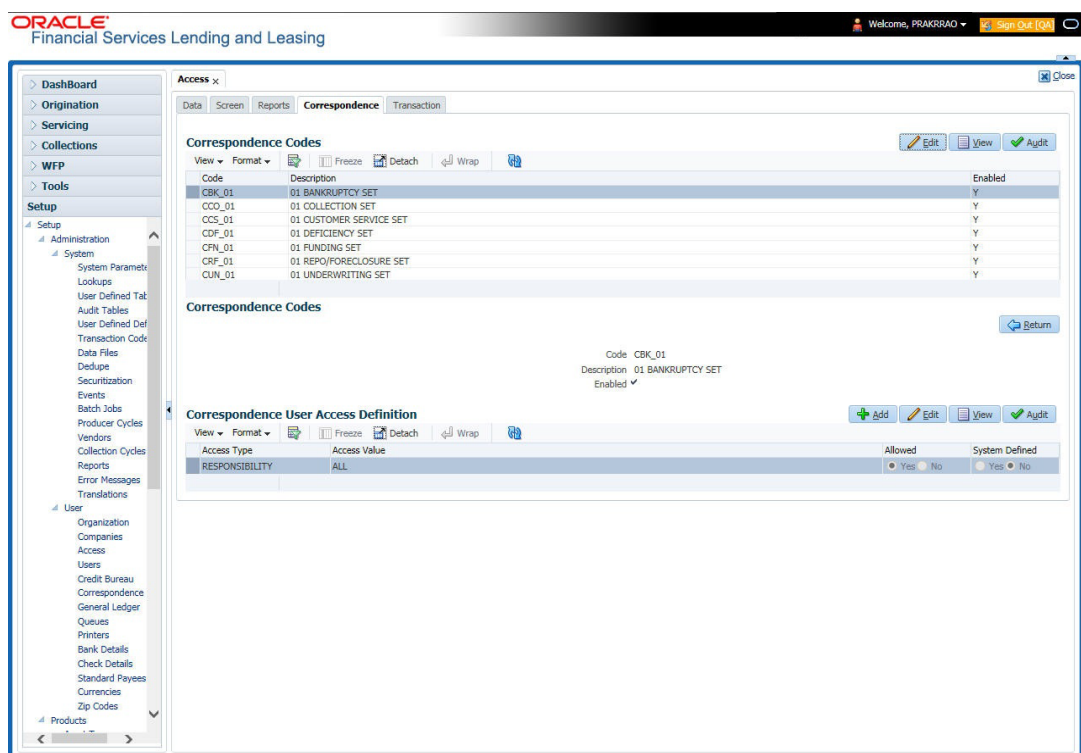 ORACLE
Financial Services Lending and Leasing
Welcome, PRAKRRAO
Sign Out [QA]
Close
DashBoard
Origination
Servicing
Collections
WFP
Tools
Setup
Setup
Administration
System
System Paramete
Lookups
User Defined Tab
Audit Tables
User Defined Def
Transaction Code
Data Files
Dedupe
Securitization
Events
Batch Jobs
Producer Cycles
Vendors
Collection Cycles
Reports
Error Messages
Translations
User
Organization
Companies
Access
Users
Credit Bureau
Correspondence
General Ledger
Queues
Printers
Bank Details
Check Details
Standard Payees
Currencies
Zip Codes
Products
Access
Data Screen Reports Correspondence Transaction
Correspondence Codes
Edit View Audit
View Format Freeze Detach Wrap
Code Description Enabled
CBK_01 01 BANKRUPTCY SET Y
CCO_01 01 COLLECTION SET Y
CCS_01 01 CUSTOMER SERVICE SET Y
CDF_01 01 DEFICIENCY SET Y
CFN_01 01 FUNDING SET Y
CRF_01 01 REPO/FORECLOSURE SET Y
CUN_01 01 UNDERWRITING SET Y
Correspondence Codes
Return
Code CBK_01
Description 01 BANKRUPTCY SET
Enabled
Correspondence User Access Definition
Add Edit View Audit
View Format Freeze Detach Wrap
Access Type Access Value Allowed System Defined
RESPONSIBILITY ALL Yes No Yes No